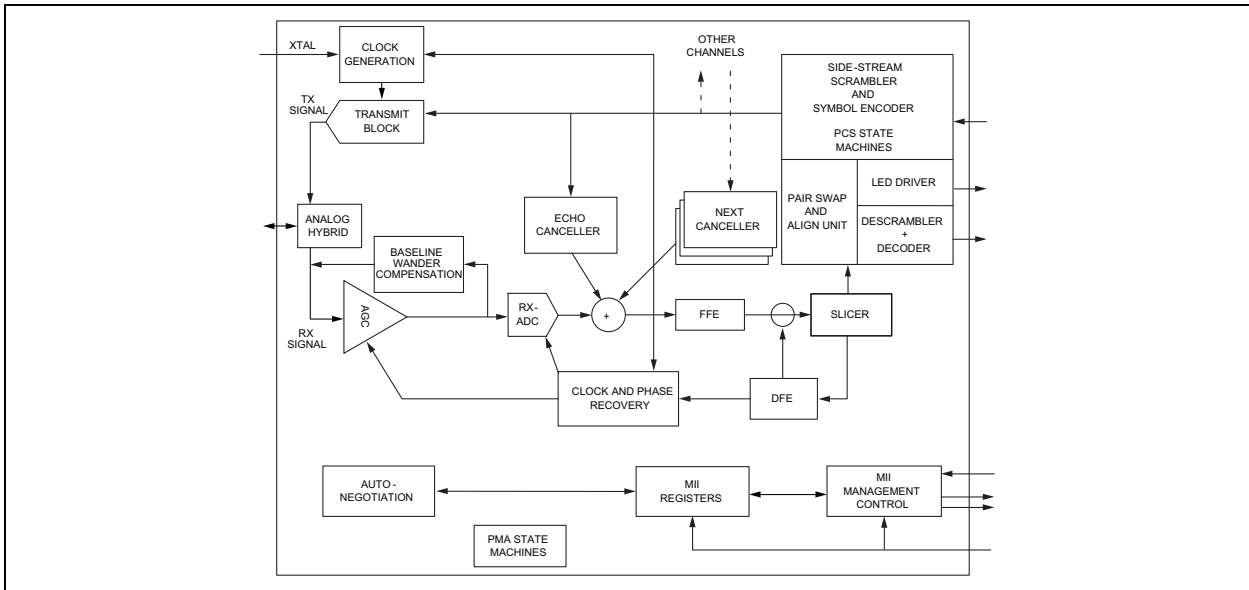 XTAL
CLOCK
GENERATION
OTHER
CHANNELS
SIDE-STREAM
SCRAMBLER
AND
SYMBOL ENCODER
PCS STATE
MACHINES
TX
SIGNAL
TRANSMIT
BLOCK
PAIR SWAP
AND
ALIGN UNIT
LED DRIVER
DESCRAMBLER
+
DECODER
ANALOG
HYBRID
ECHO
CANCELLER
NEXT
CANCELLER
BASELINE
WANDER
COMPENSATION
AGC
RX-
ADC
+
FFE
SLICER
RX
SIGNAL
CLOCK AND PHASE
RECOVERY
DFE
AUTO-
NEGOTIATION
MII
REGISTERS
MII
MANAGEMENT
CONTROL
PMA STATE
MACHINES